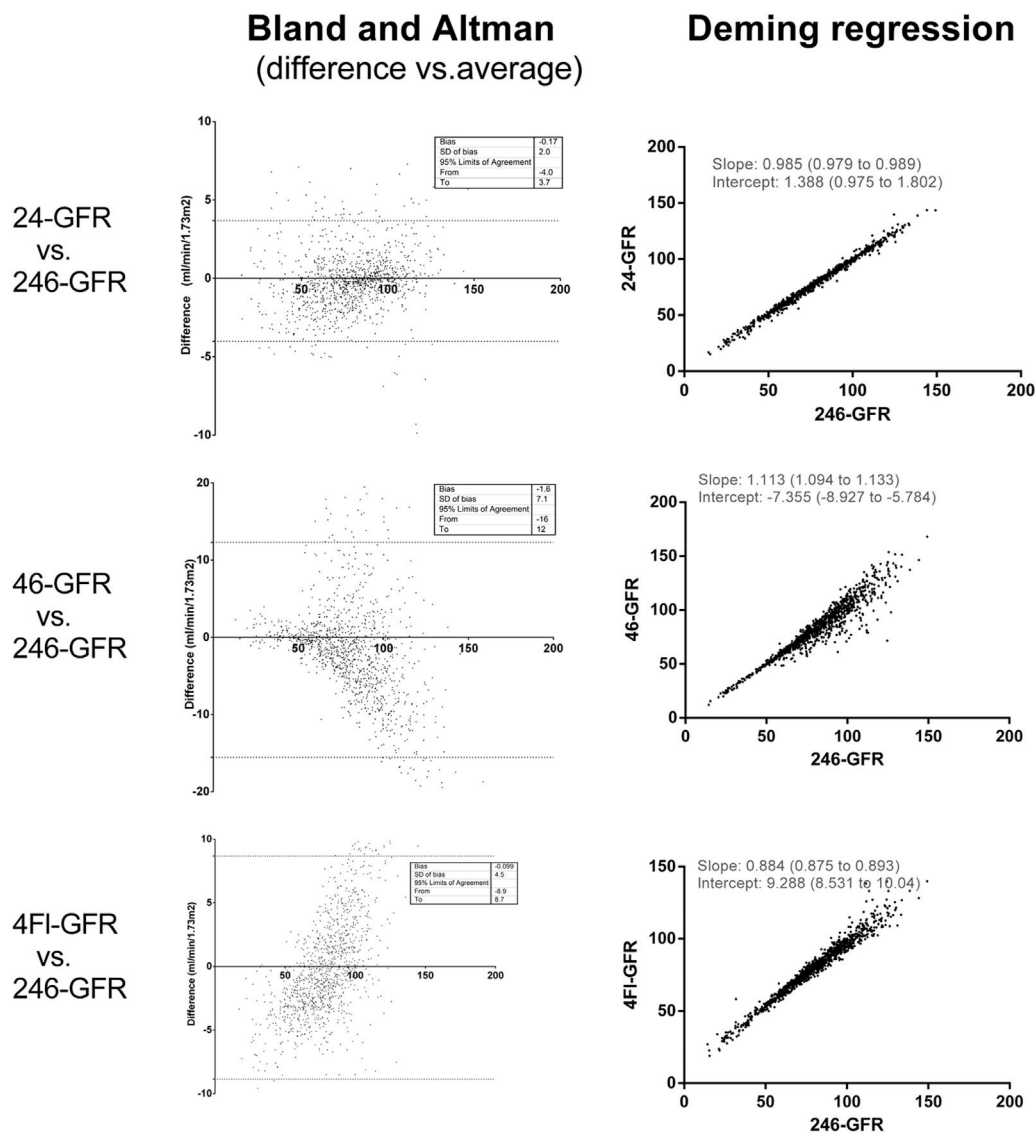 Bland and Altman
(difference vs.average)
Deming regression
24-GFR
vs.
246-GFR
Difference (ml/min/1.73m2)
10
5
0
-5
-10
50
100
150
200
Bias -0.17
SD of bias 2.0
95% Limits of Agreement
From -4.0
To 3.7
Slope: 0.985 (0.979 to 0.989)
Intercept: 1.388 (0.975 to 1.802)
24-GFR
200
150
100
50
0
0 50 100 150 200
246-GFR
46-GFR
vs.
246-GFR
Difference (ml/min/1.73m2)
20
10
0
-10
-20
50
100
150
200
Bias -1.6
SD of bias 7.1
95% Limits of Agreement
From -16
To 12
Slope: 1.113 (1.094 to 1.133)
Intercept: -7.355 (-8.927 to -5.784)
46-GFR
200
150
100
50
0
0 50 100 150 200
246-GFR
4FI-GFR
vs.
246-GFR
Difference (ml/min/1.73m2)
10
5
0
-5
-10
50
100
150
200
Bias -0.099
SD of bias 4.5
95% Limits of Agreement
From -8.9
To 8.7
Slope: 0.884 (0.875 to 0.893)
Intercept: 9.288 (8.531 to 10.04)
4FI-GFR
150
100
50
0
0 50 100 150 200
246-GFR